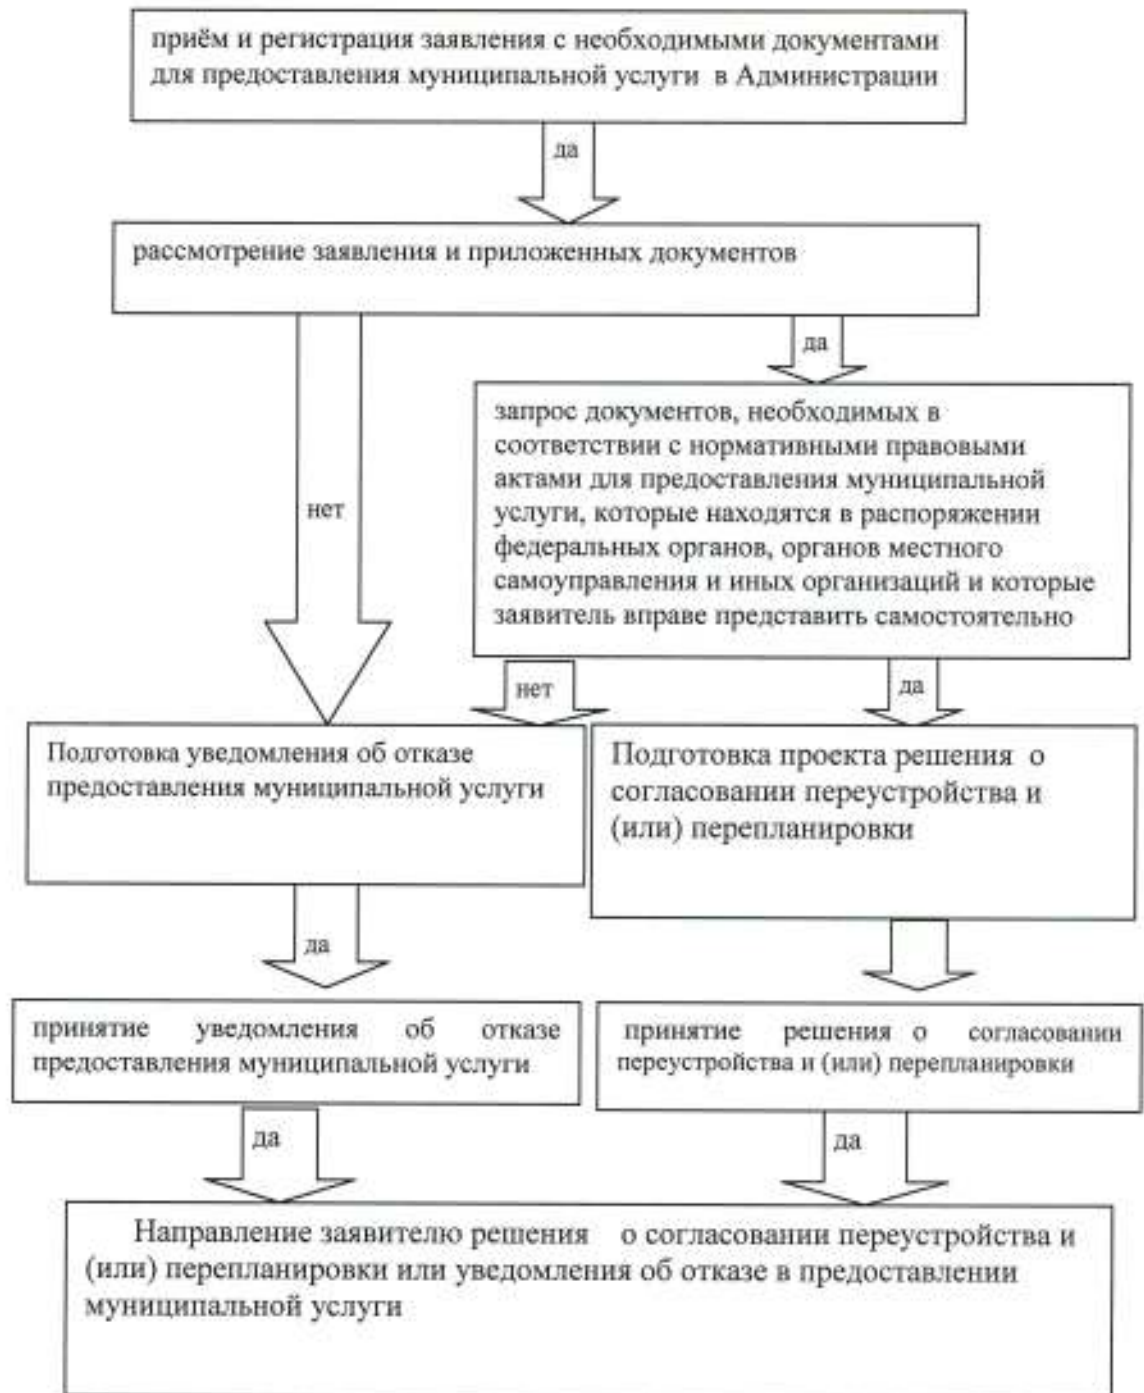 приём и регистрация заявления с необходимыми документами
для предоставления муниципальной услуги в Администрации
да
рассмотрение заявления и приложенных документов
да
запрос документов, необходимых в
соответствии с нормативными правовыми
актами для предоставления муниципальной
услуги, которые находятся в распоряжении
федеральных органов, органов местного
самоуправления и иных организаций и которые
заявитель вправе представить самостоятельно
нет
нет
да
Подготовка уведомления об отказе
предоставления муниципальной услуги
Подготовка проекта решения о
согласовании переустройства и
(или) перепланировки
да
принятие уведомления об отказе
предоставления муниципальной услуги
принятие решения о согласовании
переустройства и (или) перепланировки
да
да
Направление заявителю решения о согласовании переустройства и
(или) перепланировки или уведомления об отказе в предоставлении
муниципальной услуги